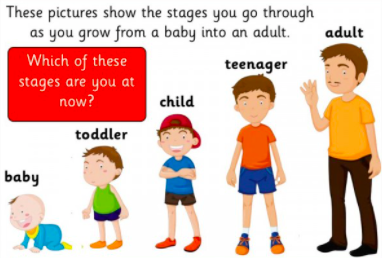 These pictures show the stages you go through
as you grow from a baby into an adult.
Which of these
stages are you at
now?
adult
teenager
child
toddler
baby